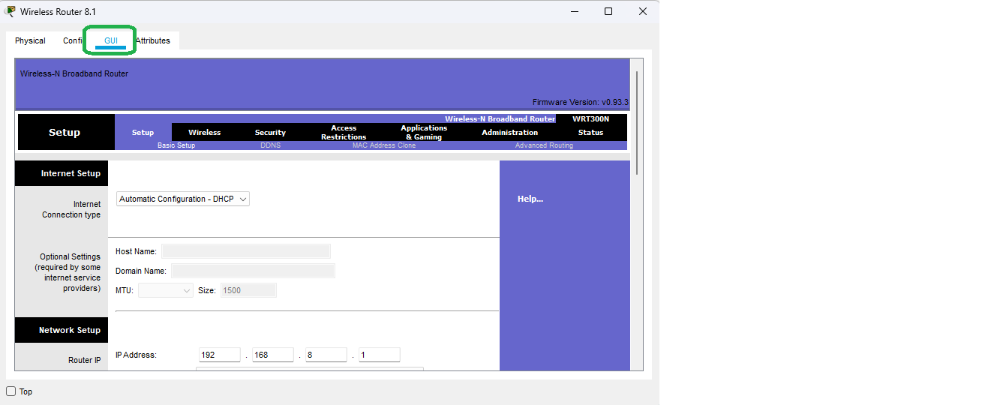 Wireless Router 8.1
Physical Config GUI Attributes
Wireless-N Broadband Router
Firmware Version: v0.93.3
Wireless-N Broadband Router WRT300N
Setup
Setup Wireless Security Access Restrictions Applications & Gaming Administration Status
Basic Setup DDNS MAC Address Clone Advanced Routing
Internet Setup
Internet
Connection type
Automatic Configuration - DHCP
Help...
Optional Settings
(required by some
internet service
providers)
Host Name:
Domain Name:
MTU: Size: 1500
Network Setup
Router IP
IP Address: 192 . 168 . 8 . 1
Top